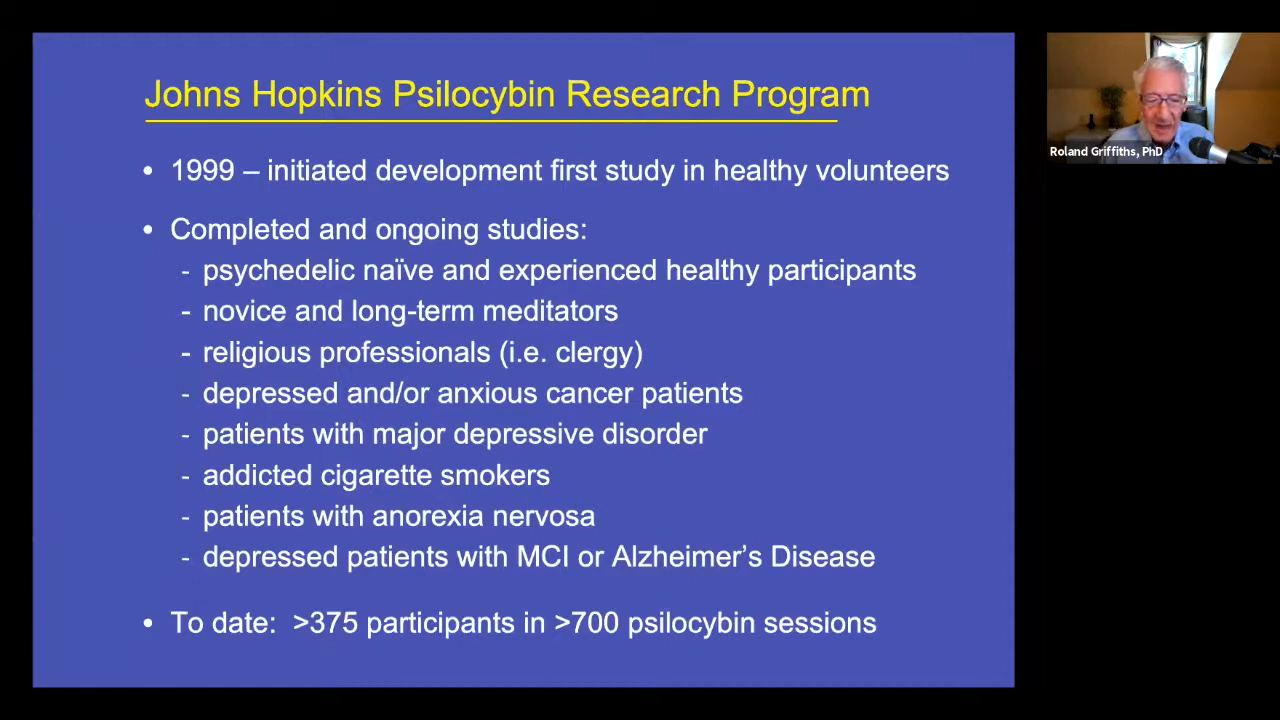 Johns Hopkins Psilocybin Research Program
• 1999 – initiated development first study in healthy volunteers
• Completed and ongoing studies:
- psychedelic naïve and experienced healthy participants
- novice and long-term meditators
- religious professionals (i.e. clergy)
- depressed and/or anxious cancer patients
- patients with major depressive disorder
- addicted cigarette smokers
- patients with anorexia nervosa
- depressed patients with MCI or Alzheimer’s Disease
• To date:  >375 participants in >700 psilocybin sessions
Roland Griffiths, PhD